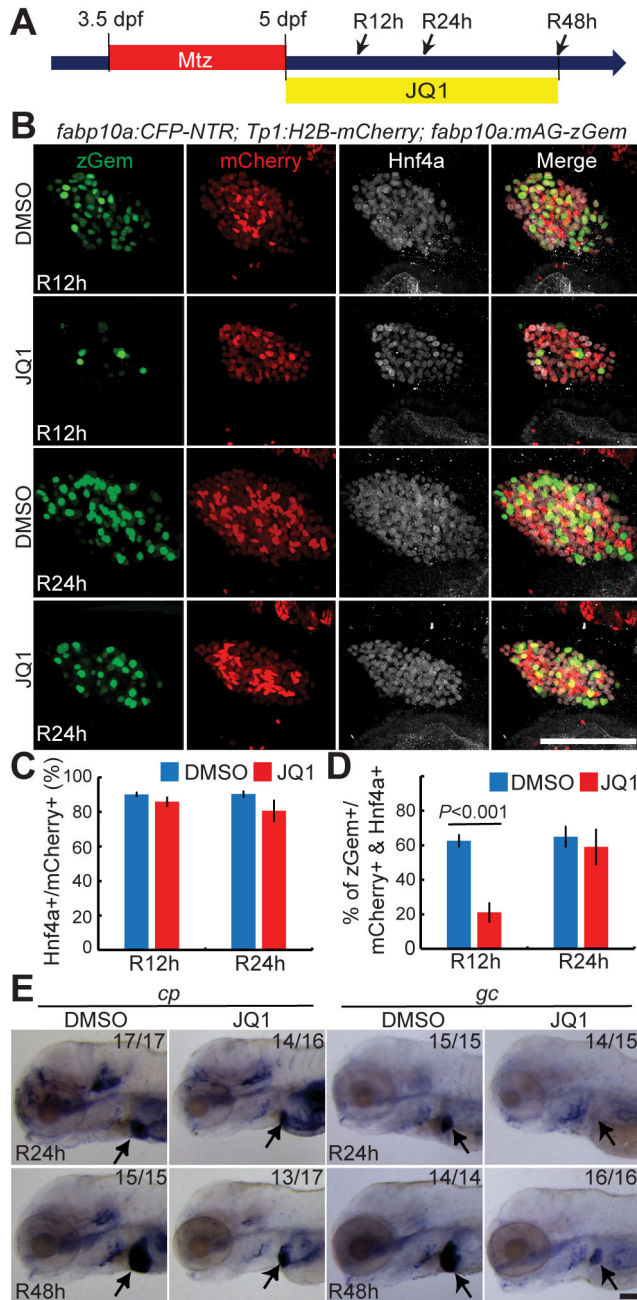 A
3.5 dpf 5 dpf R12h R24h R48h
Mtz
JQ1
B
fabp10a:CFP-NTR; Tp1:H2B-mCherry; fabp10a:mAG-zGem
zGem mCherry Hnf4a Merge
DMSO
R12h
JQ1
R12h
DMSO
R24h
JQ1
R24h
C
DMSO JQ1
Hnf4a+/mCherry+ (%)
100
80
60
40
20
0
R12h R24h
D
DMSO JQ1
% of zGem+/
mCherry+ & Hnf4a+
P<0.001
80
60
40
20
0
R12h R24h
E
cp gc
DMSO JQ1 DMSO JQ1
17/17 14/16 15/15 14/15
R24h R24h
15/15 13/17 14/14 16/16
R48h R48h